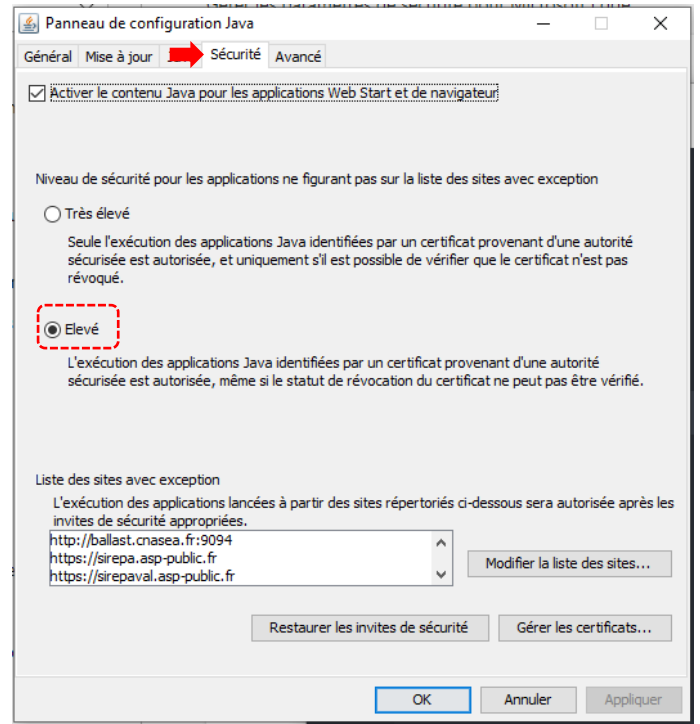 Panneau de configuration Java
Général Mise à jour Sécurité Avancé
Activer le contenu Java pour les applications Web Start et de navigateur
Niveau de sécurité pour les applications ne figurant pas sur la liste des sites avec exception
Très élevé
Seule l'exécution des applications Java identifiées par un certificat provenant d'une autorité
sécurisée est autorisée, et uniquement s'il est possible de vérifier que le certificat n'est pas
révoqué.
Elevé
L'exécution des applications Java identifiées par un certificat provenant d'une autorité
sécurisée est autorisée, même si le statut de révocation du certificat ne peut pas être vérifié.
Liste des sites avec exception
L'exécution des applications lancées à partir des sites répertoriés ci-dessous sera autorisée après les
invites de sécurité appropriées.
http://ballast.cnasea.fr:9094
https://sirepa.asp-public.fr
https://sirepaval.asp-public.fr
Modifier la liste des sites...
Restaurer les invites de sécurité Gérer les certificats...
OK Annuler Appliquer